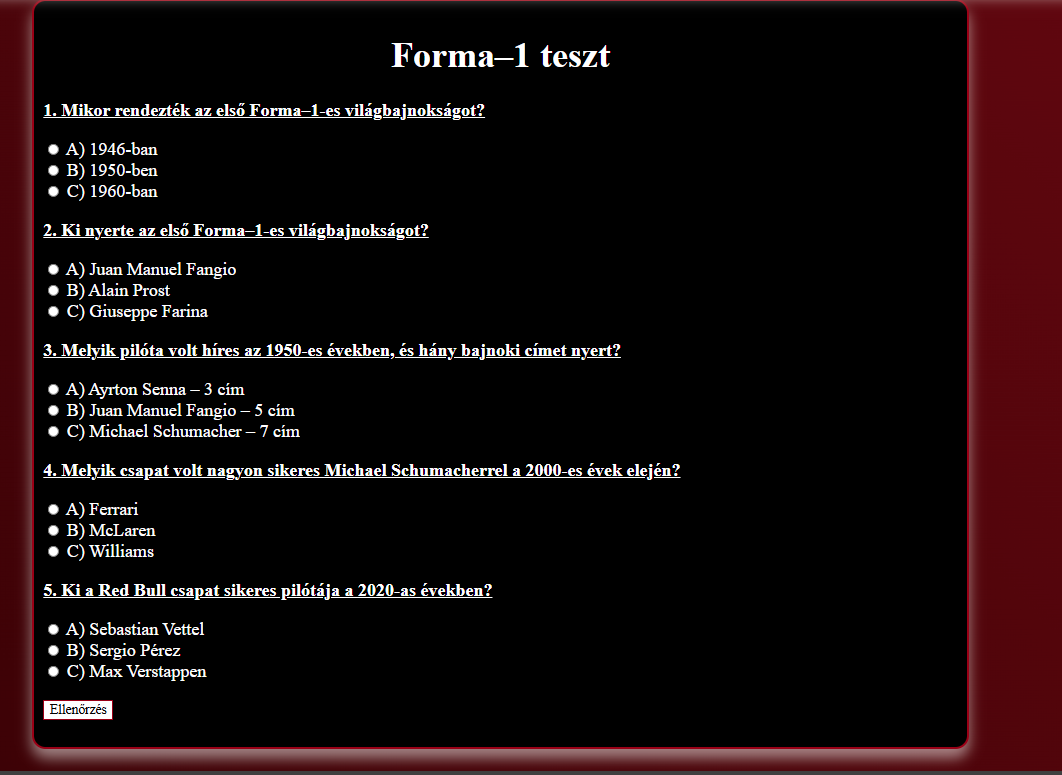 Forma–1 teszt
1. Mikor rendezték az első Forma–1-es világbajnokságot?
A) 1946-ban
B) 1950-ben
C) 1960-ban
2. Ki nyerte az első Forma–1-es világbajnokságot?
A) Juan Manuel Fangio
B) Alain Prost
C) Giuseppe Farina
3. Melyik pilóta volt híres az 1950-es években, és hány bajnoki címet nyert?
A) Ayrton Senna – 3 cím
B) Juan Manuel Fangio – 5 cím
C) Michael Schumacher – 7 cím
4. Melyik csapat volt nagyon sikeres Michael Schumacherrel a 2000-es évek elején?
A) Ferrari
B) McLaren
C) Williams
5. Ki a Red Bull csapat sikeres pilótája a 2020-as években?
A) Sebastian Vettel
B) Sergio Pérez
C) Max Verstappen
Ellenőrzés